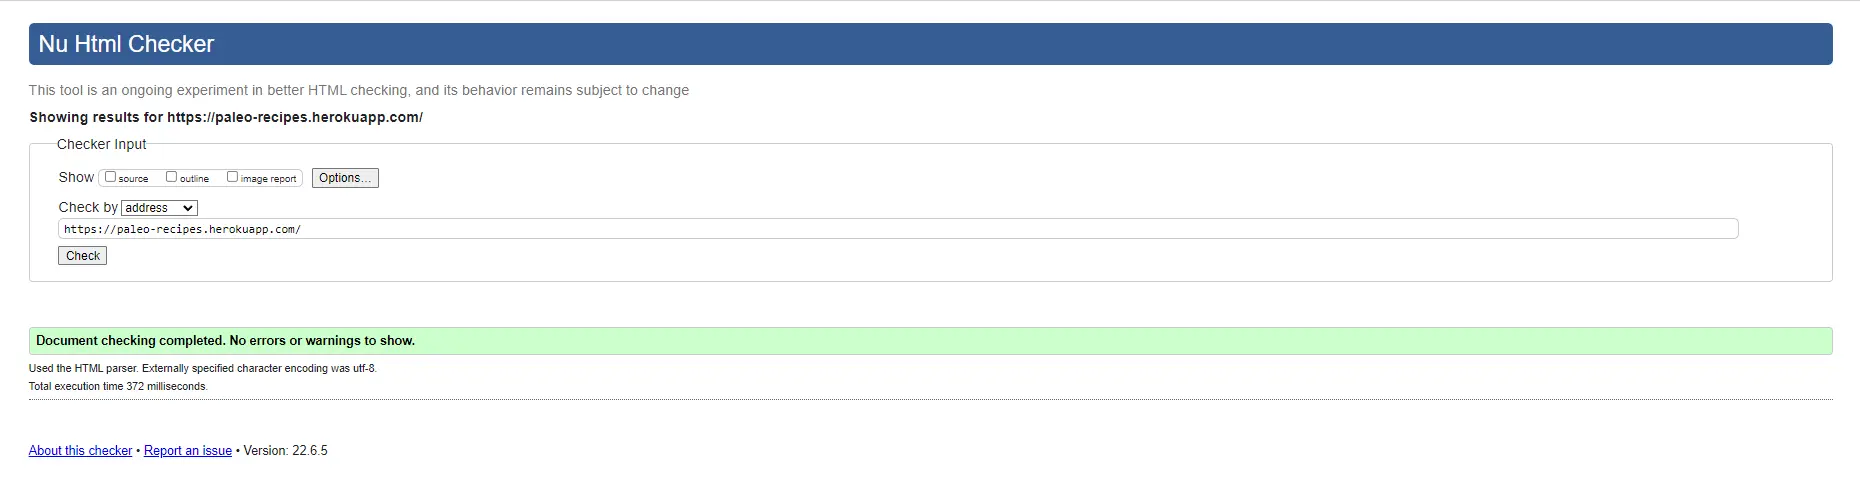 Nu Html Checker
This tool is an ongoing experiment in better HTML checking, and its behavior remains subject to change
Showing results for https://paleo-recipes.herokuapp.com/
Checker Input
Show source outline image report Options...
Check by address
https://paleo-recipes.herokuapp.com/
Check
Document checking completed. No errors or warnings to show.
Used the HTML parser. Externally specified character encoding was utf-8.
Total execution time 372 milliseconds.
About this checker • Report an issue • Version: 22.6.5